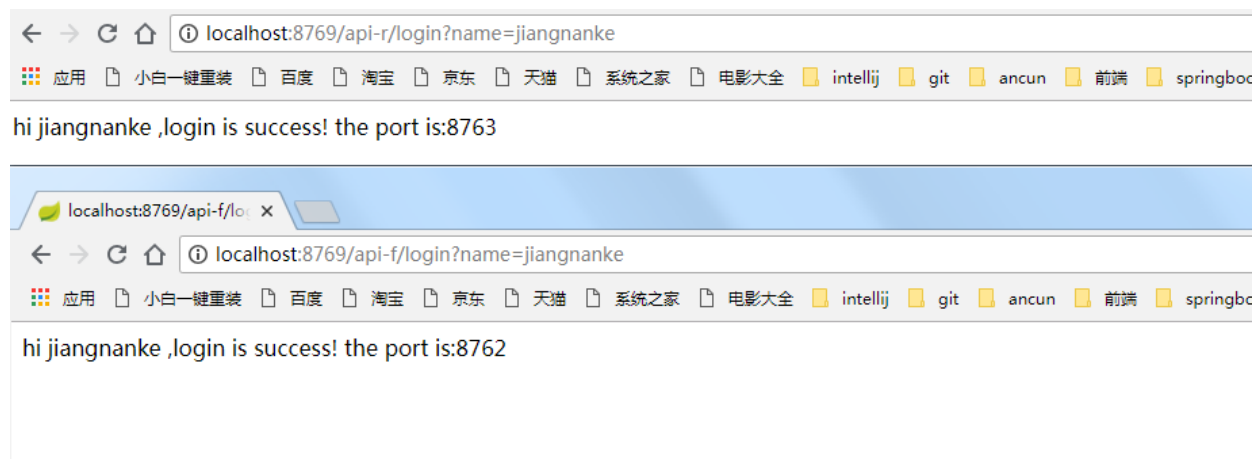 localhost:8769/api-r/login?name=jiangnanke
应用 小白一键重装 百度 淘宝 京东 天猫 系统之家 电影大全 intellij git ancun 前端 springboo
hi jiangnanke ,login is success! the port is:8763
localhost:8769/api-f/log
localhost:8769/api-f/login?name=jiangnanke
应用 小白一键重装 百度 淘宝 京东 天猫 系统之家 电影大全 intellij git ancun 前端 springbo
hi jiangnanke ,login is success! the port is:8762